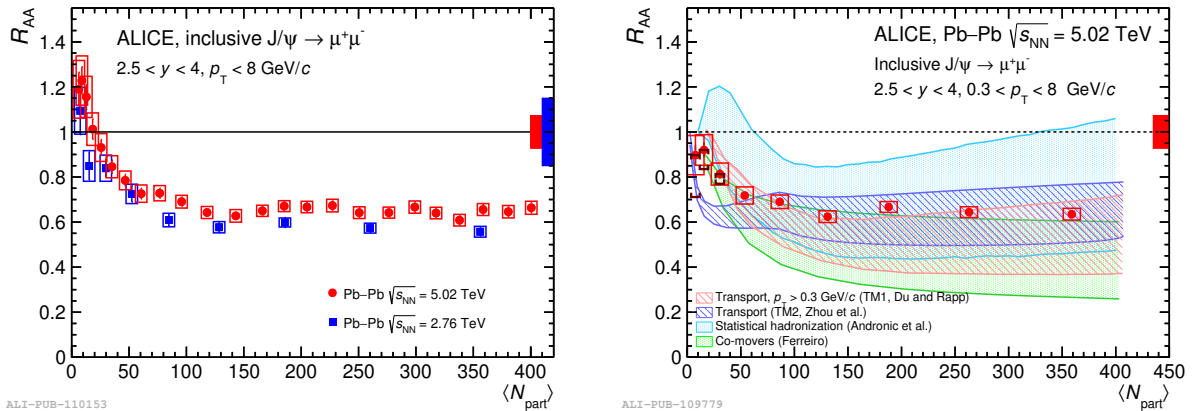 R_AA
1.4
1.2
1
0.8
0.6
0.4
0.2
0
ALICE, inclusive J/ψ → μ⁺μ⁻
2.5 < y < 4, p_T < 8 GeV/c
Pb–Pb √s_NN = 5.02 TeV
Pb–Pb √s_NN = 2.76 TeV
0 50 100 150 200 250 300 350 400
⟨N_part⟩
ALI-PUB-110153
R_AA
1.4
1.2
1
0.8
0.6
0.4
0.2
0
ALICE, Pb–Pb √s_NN = 5.02 TeV
Inclusive J/ψ → μ⁺μ⁻
2.5 < y < 4, 0.3 < p_T < 8 GeV/c
Transport, p_T > 0.3 GeV/c (TM1, Du and Rapp)
Transport (TM2, Zhou et al.)
Statistical hadronization (Andronic et al.)
Co-movers (Ferreiro)
0 50 100 150 200 250 300 350 400 450
⟨N_part⟩
ALI-PUB-109779